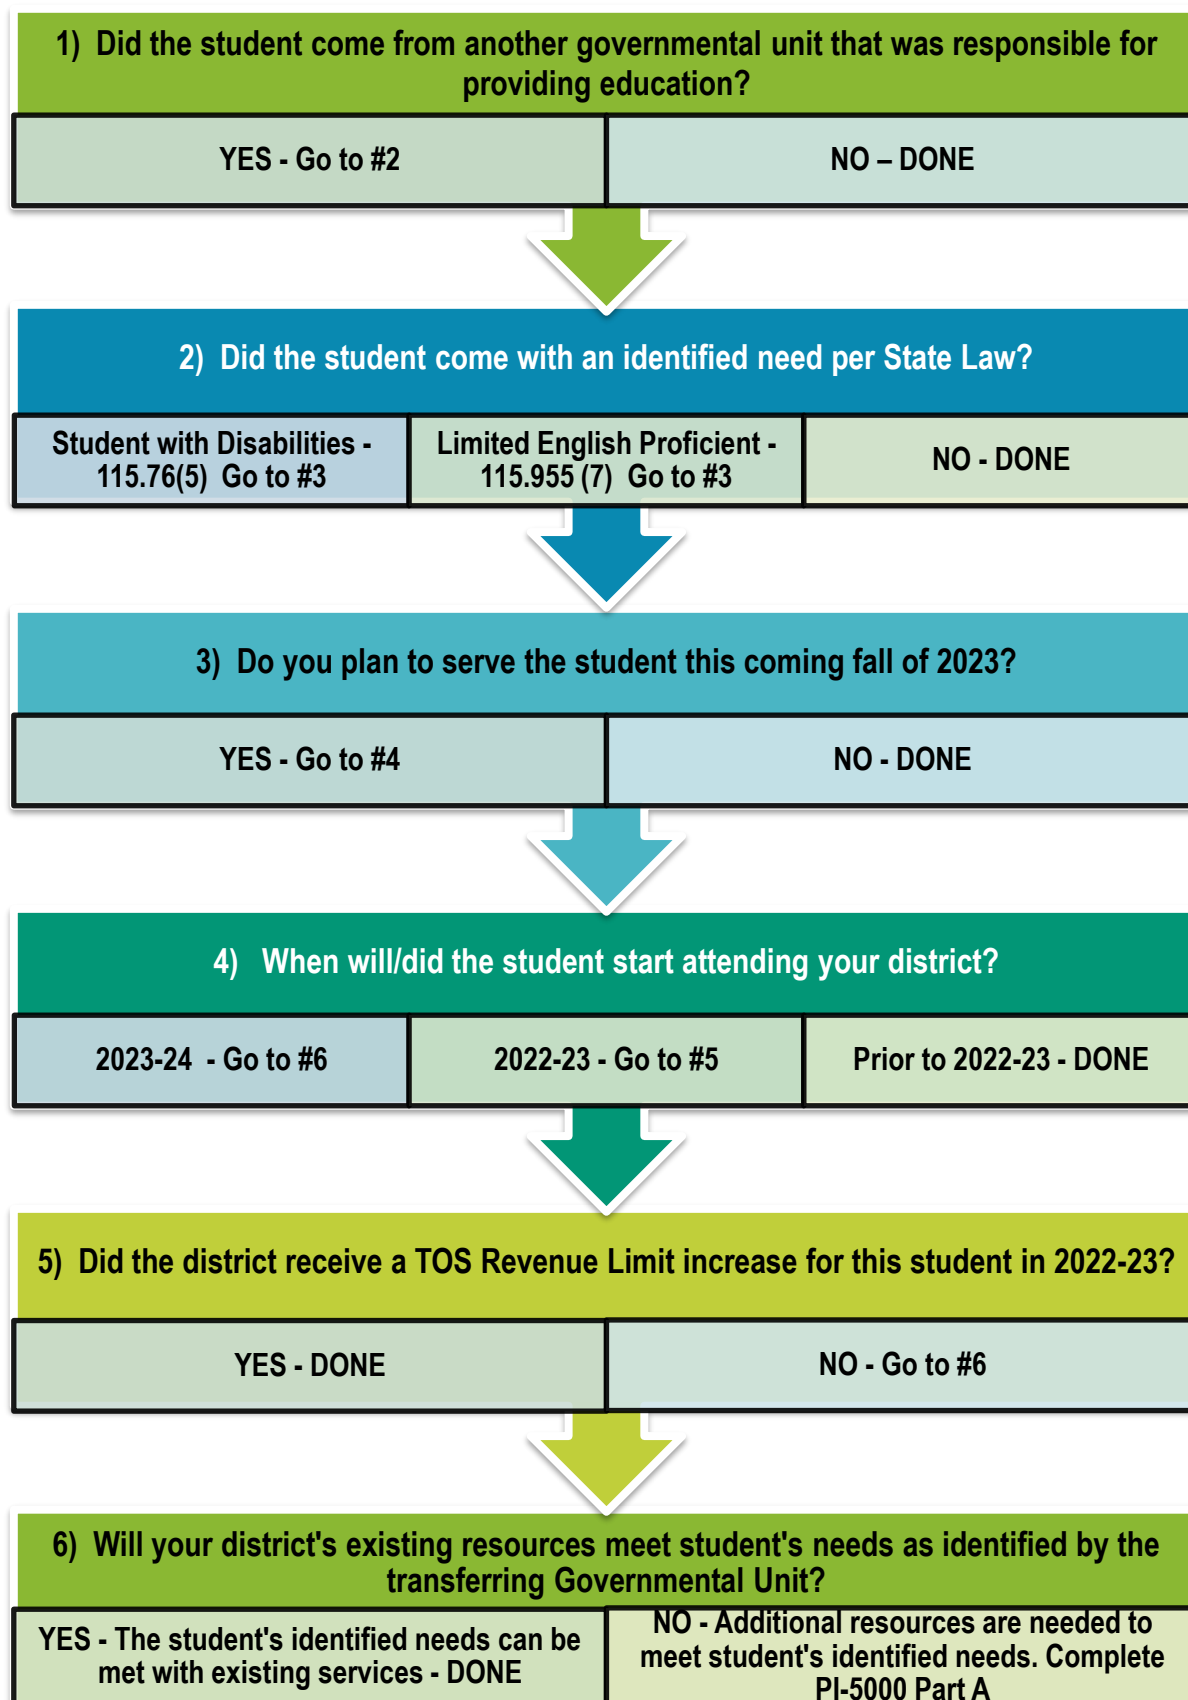 1) Did the student come from another governmental unit that was responsible for
providing education?
YES - Go to #2
NO – DONE
2) Did the student come with an identified need per State Law?
Student with Disabilities -
115.76(5) Go to #3
Limited English Proficient -
115.955 (7) Go to #3
NO - DONE
3) Do you plan to serve the student this coming fall of 2023?
YES - Go to #4
NO - DONE
4) When will/did the student start attending your district?
2023-24 - Go to #6
2022-23 - Go to #5
Prior to 2022-23 - DONE
5) Did the district receive a TOS Revenue Limit increase for this student in 2022-23?
YES - DONE
NO - Go to #6
6) Will your district's existing resources meet student's needs as identified by the
transferring Governmental Unit?
YES - The student's identified needs can be
met with existing services - DONE
NO - Additional resources are needed to
meet student's identified needs. Complete
PI-5000 Part A